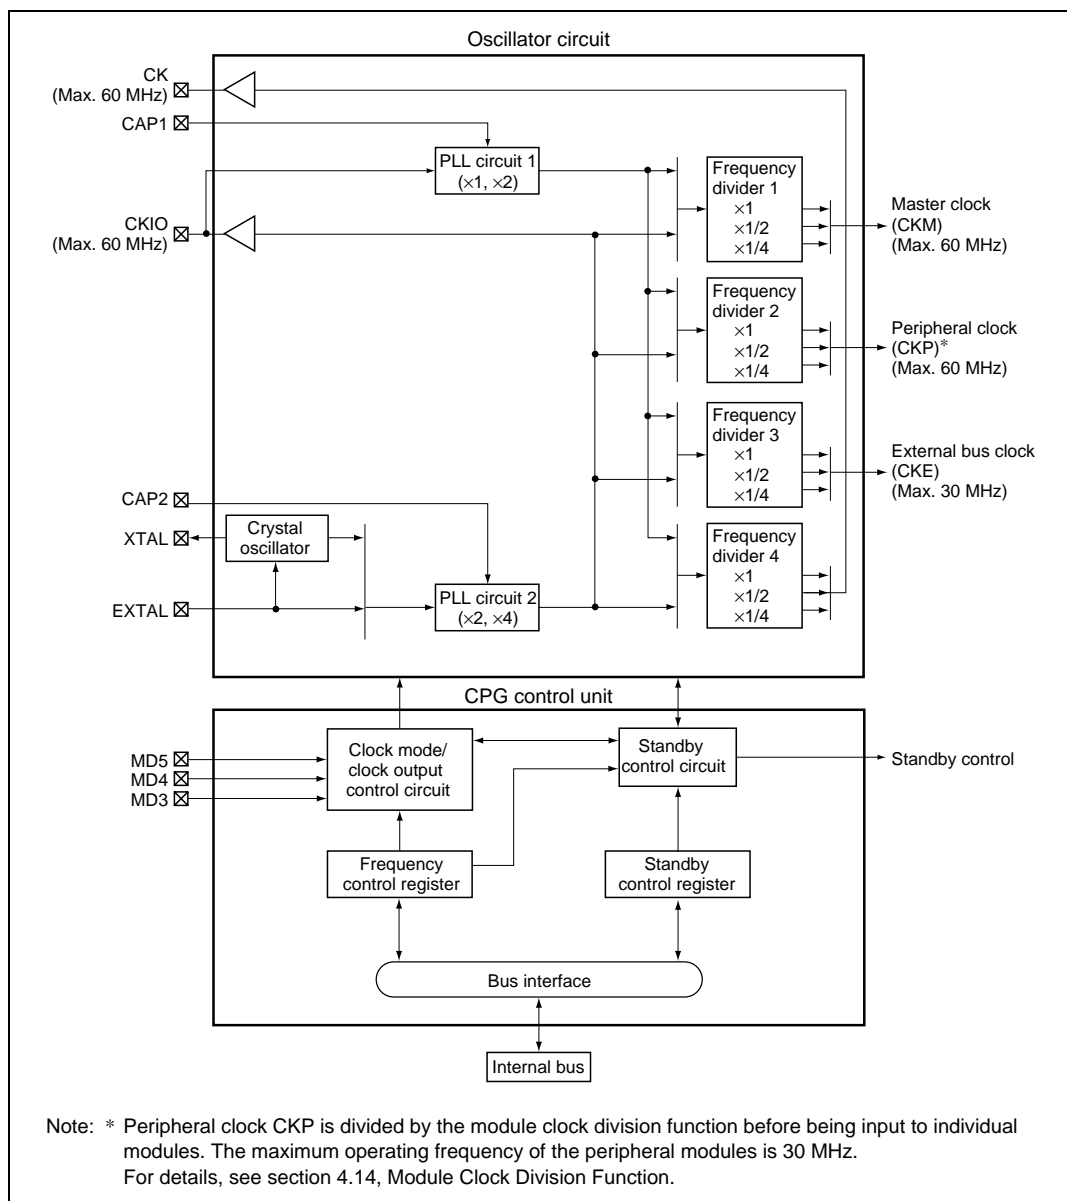 Oscillator circuit
CK
(Max. 60 MHz)
CAP1
PLL circuit 1
(×1, ×2)
CKIO
(Max. 60 MHz)
Frequency
divider 1
×1
×1/2
×1/4
Master clock
(CKM)
(Max. 60 MHz)
Frequency
divider 2
×1
×1/2
×1/4
Peripheral clock
(CKP)*
(Max. 60 MHz)
Frequency
divider 3
×1
×1/2
×1/4
External bus clock
(CKE)
(Max. 30 MHz)
CAP2
XTAL
Crystal
oscillator
EXTAL
PLL circuit 2
(×2, ×4)
Frequency
divider 4
×1
×1/2
×1/4
CPG control unit
MD5
MD4
MD3
Clock mode/
clock output
control circuit
Standby
control circuit
Standby control
Frequency
control register
Standby
control register
Bus interface
Internal bus
Note: * Peripheral clock CKP is divided by the module clock division function before being input to individual
modules. The maximum operating frequency of the peripheral modules is 30 MHz.
For details, see section 4.14, Module Clock Division Function.